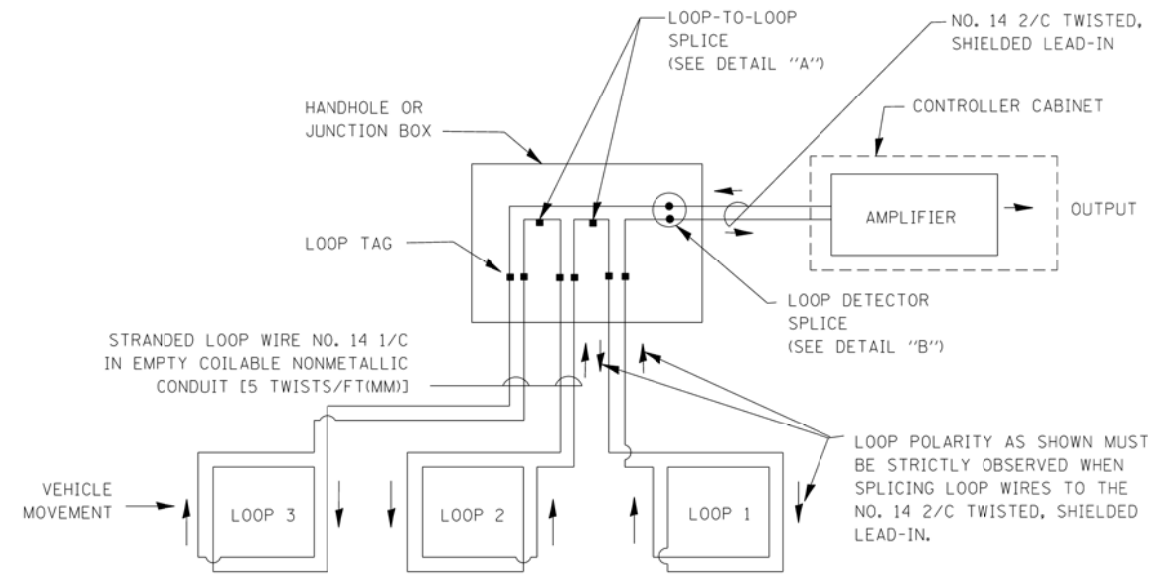 LOOP-TO-LOOP
SPLICE
(SEE DETAIL "A")
NO. 14 2/C TWISTED,
SHIELDED LEAD-IN
HANDHOLE OR
JUNCTION BOX
CONTROLLER CABINET
AMPLIFIER
OUTPUT
LOOP TAG
LOOP DETECTOR
SPLICE
(SEE DETAIL "B")
STRANDED LOOP WIRE NO. 14 1/C
IN EMPTY COILABLE NONMETALLIC
CONDUIT [5 TWISTS/FT(MM)]
LOOP POLARITY AS SHOWN MUST
BE STRICTLY OBSERVED WHEN
SPLICING LOOP WIRES TO THE
NO. 14 2/C TWISTED, SHIELDED
LEAD-IN.
VEHICLE
MOVEMENT
LOOP 3
LOOP 2
LOOP 1